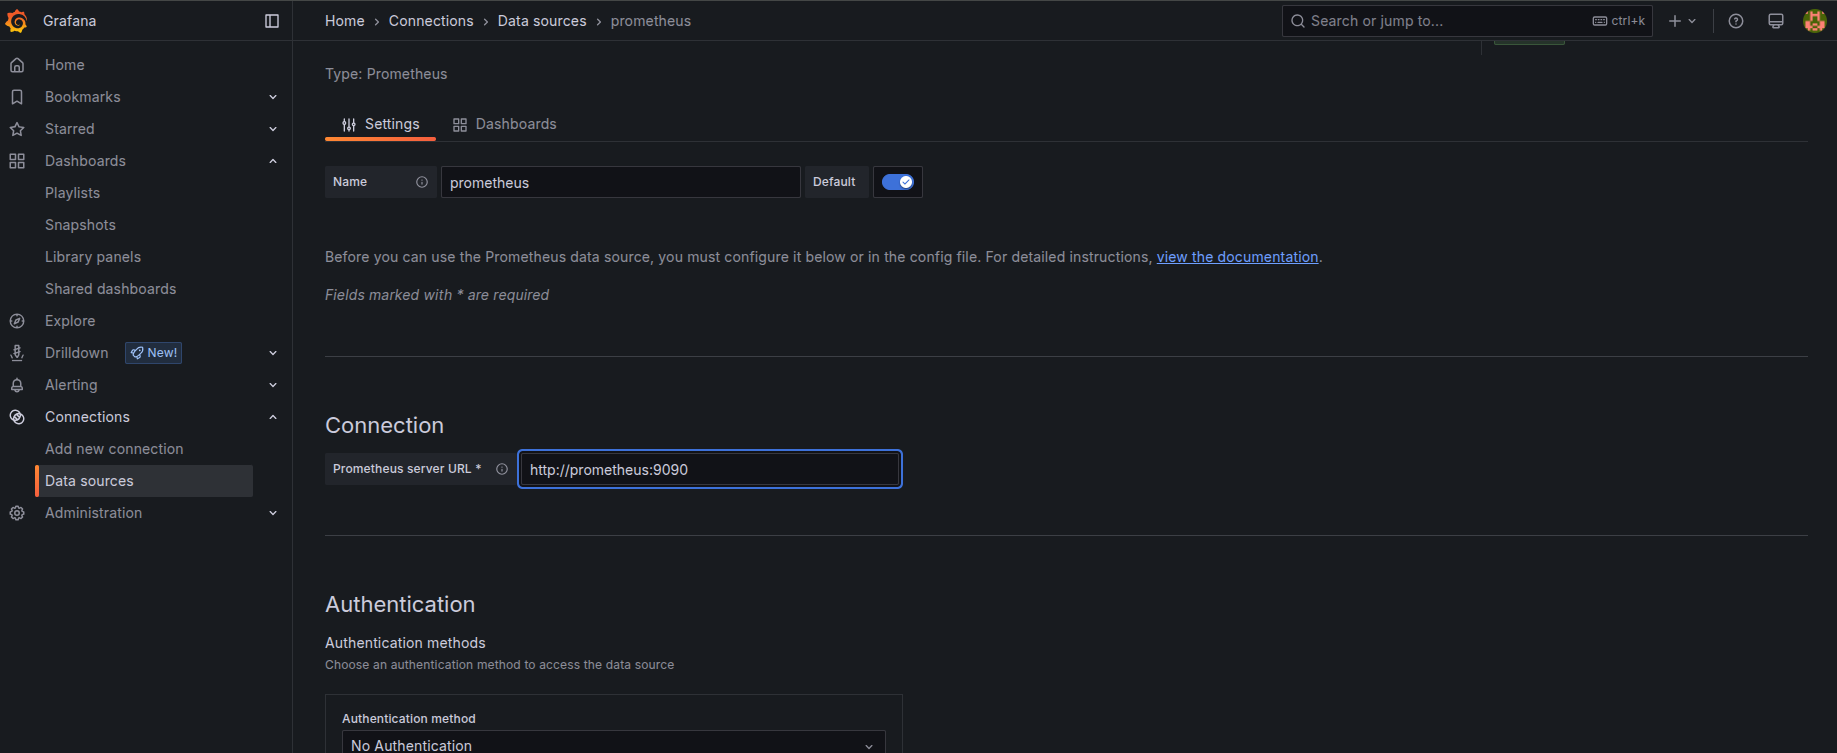 Grafana
Home › Connections › Data sources › prometheus
Search or jump to...
ctrl+k
Home
Bookmarks
Starred
Dashboards
Playlists
Snapshots
Library panels
Shared dashboards
Explore
Drilldown New!
Alerting
Connections
Add new connection
Data sources
Administration
Type: Prometheus
Settings Dashboards
Name prometheus Default
Before you can use the Prometheus data source, you must configure it below or in the config file. For detailed instructions, view the documentation.
Fields marked with * are required
Connection
Prometheus server URL * http://prometheus:9090
Authentication
Authentication methods
Choose an authentication method to access the data source
Authentication method
No Authentication